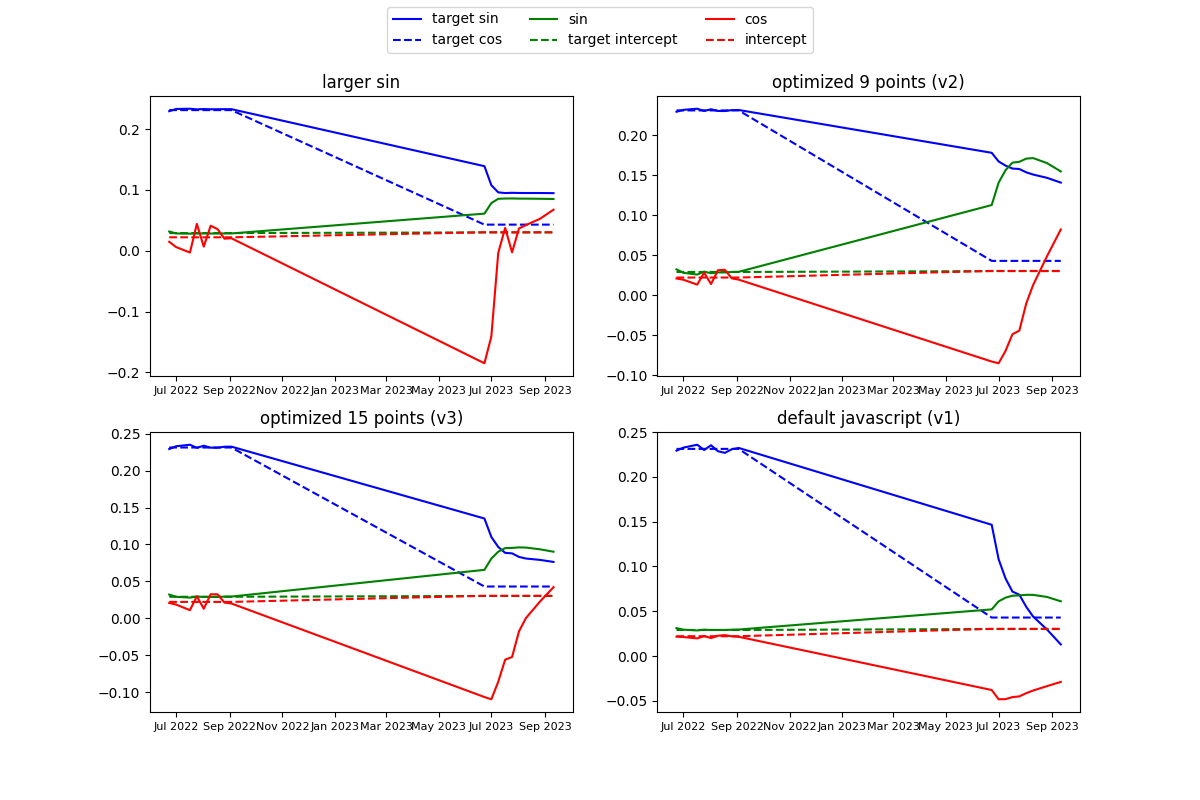 target sin sin cos
target cos target intercept intercept
larger sin
0.2
0.1
0.0
−0.1
−0.2
Jul 2022 Sep 2022 Nov 2022 Jan 2023 Mar 2023 May 2023 Jul 2023 Sep 2023
optimized 9 points (v2)
0.20
0.15
0.10
0.05
0.00
−0.05
−0.10
Jul 2022 Sep 2022 Nov 2022 Jan 2023 Mar 2023 May 2023 Jul 2023 Sep 2023
optimized 15 points (v3)
0.25
0.20
0.15
0.10
0.05
0.00
−0.05
−0.10
Jul 2022 Sep 2022 Nov 2022 Jan 2023 Mar 2023 May 2023 Jul 2023 Sep 2023
default javascript (v1)
0.25
0.20
0.15
0.10
0.05
0.00
−0.05
Jul 2022 Sep 2022 Nov 2022 Jan 2023 Mar 2023 May 2023 Jul 2023 Sep 2023